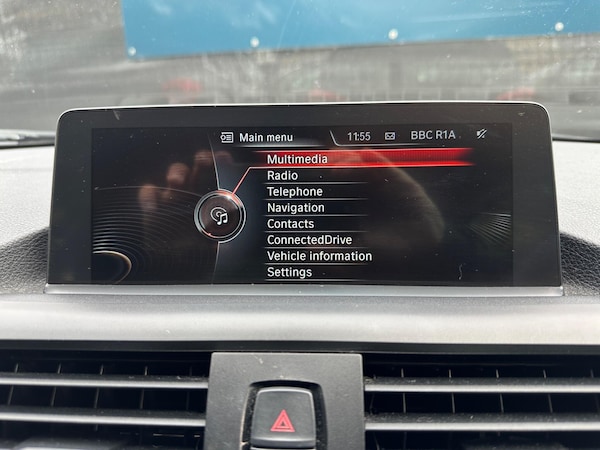 Main menu 11:55 BBC R1A
Multimedia
Radio
Telephone
Navigation
Contacts
ConnectedDrive
Vehicle information
Settings